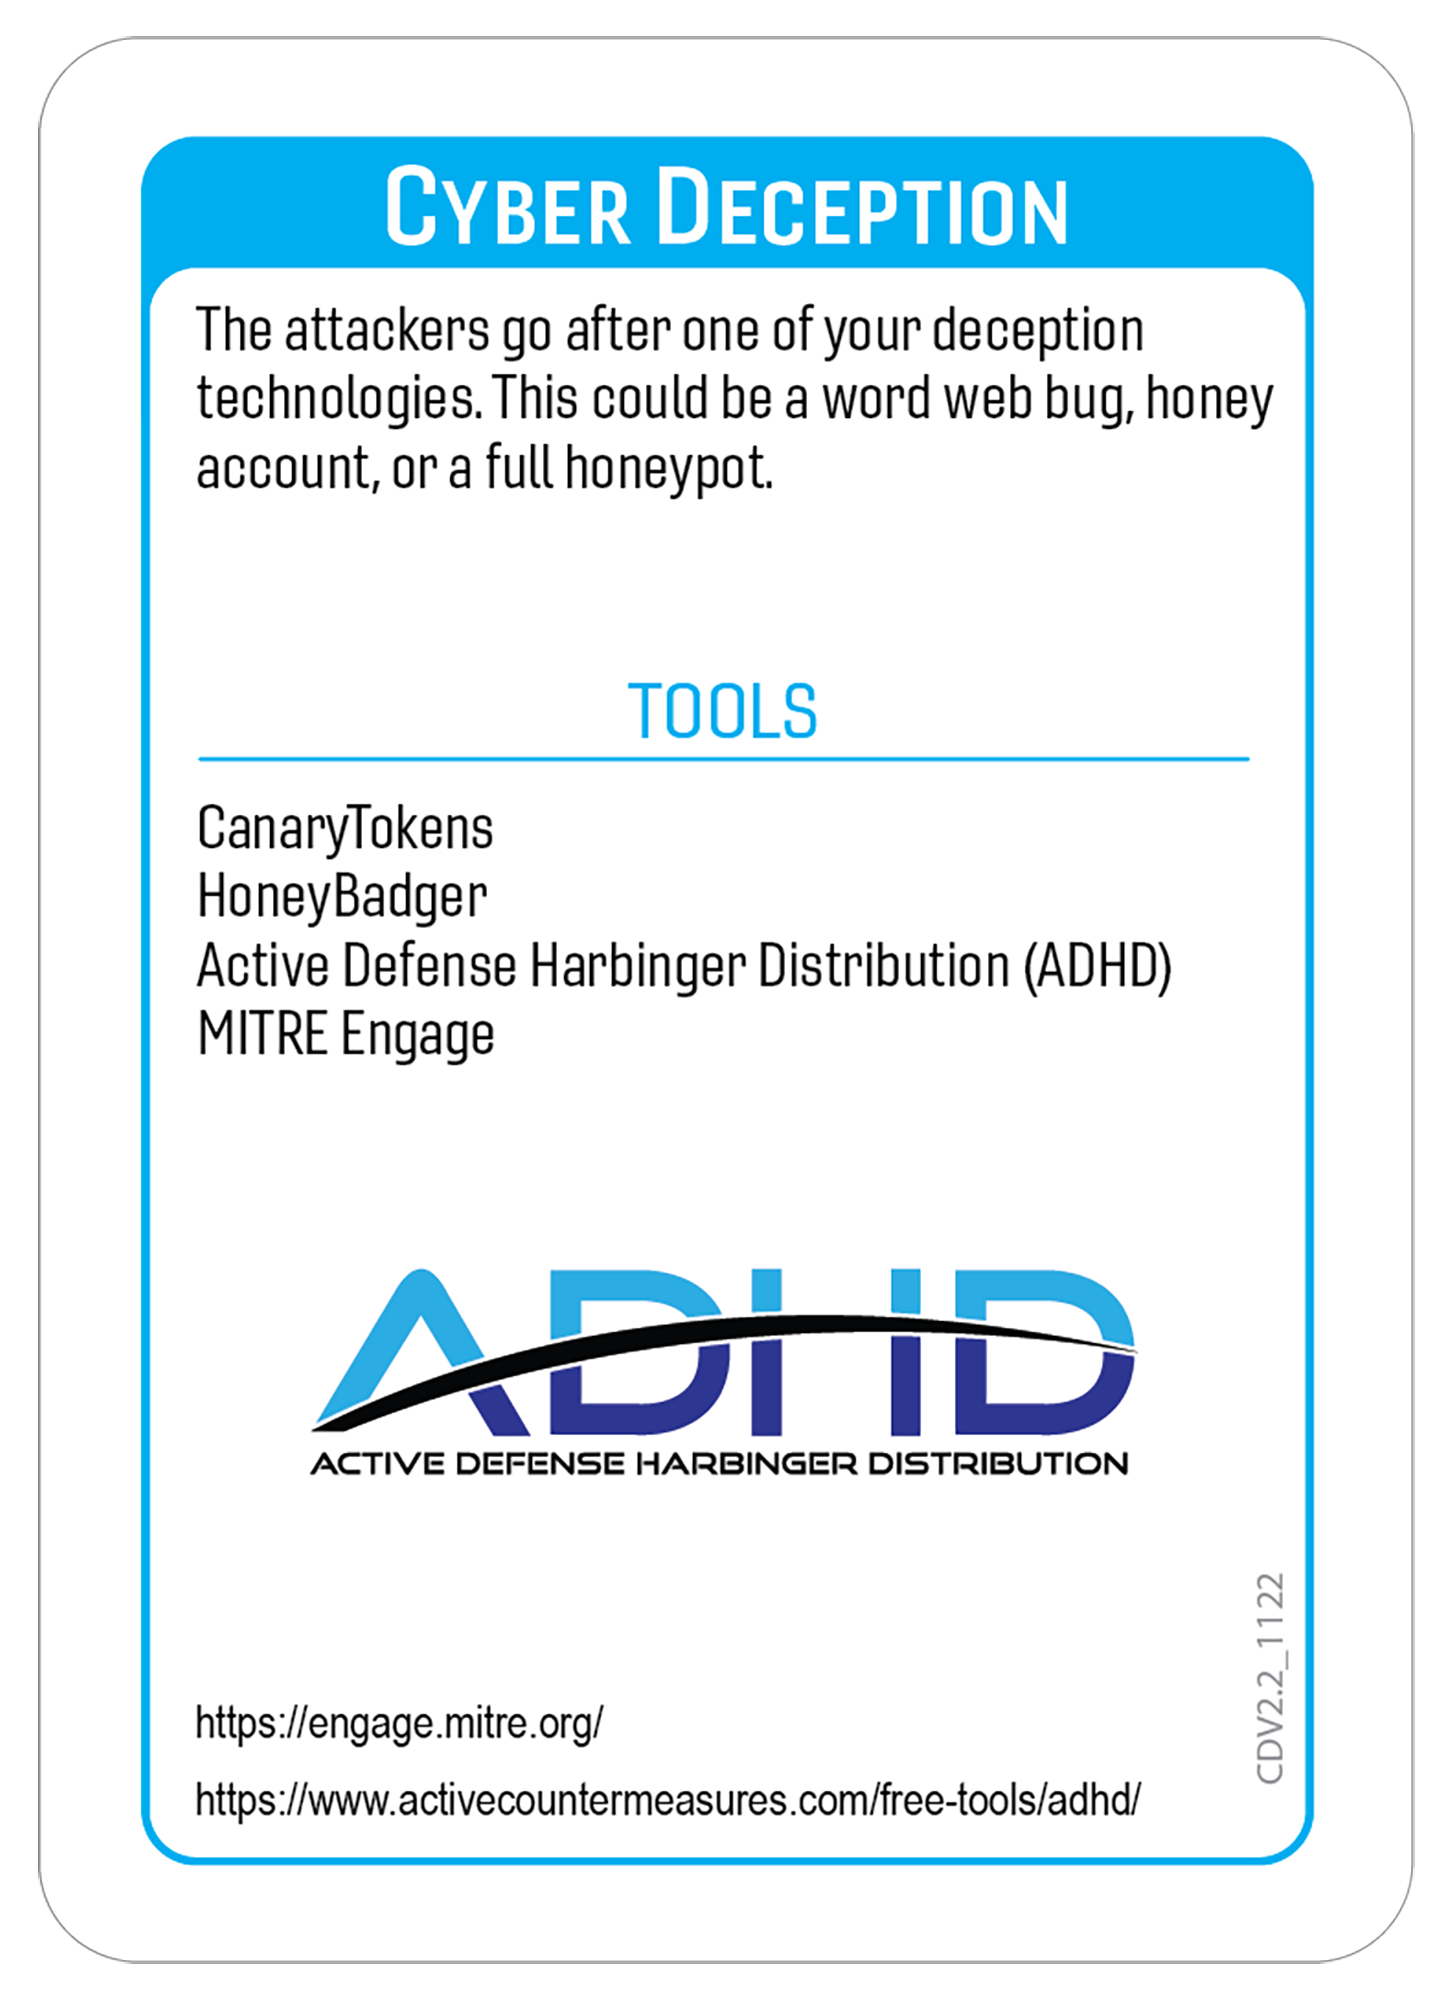 CYBER DECEPTION
The attackers go after one of your deception
technologies. This could be a word web bug, honey
account, or a full honeypot.
TOOLS
CanaryTokens
HoneyBadger
Active Defense Harbinger Distribution (ADHD)
MITRE Engage
ADHD
ACTIVE DEFENSE HARBINGER DISTRIBUTION
CDV2.2_1122
https://engage.mitre.org/
https://www.activecountermeasures.com/free-tools/adhd/